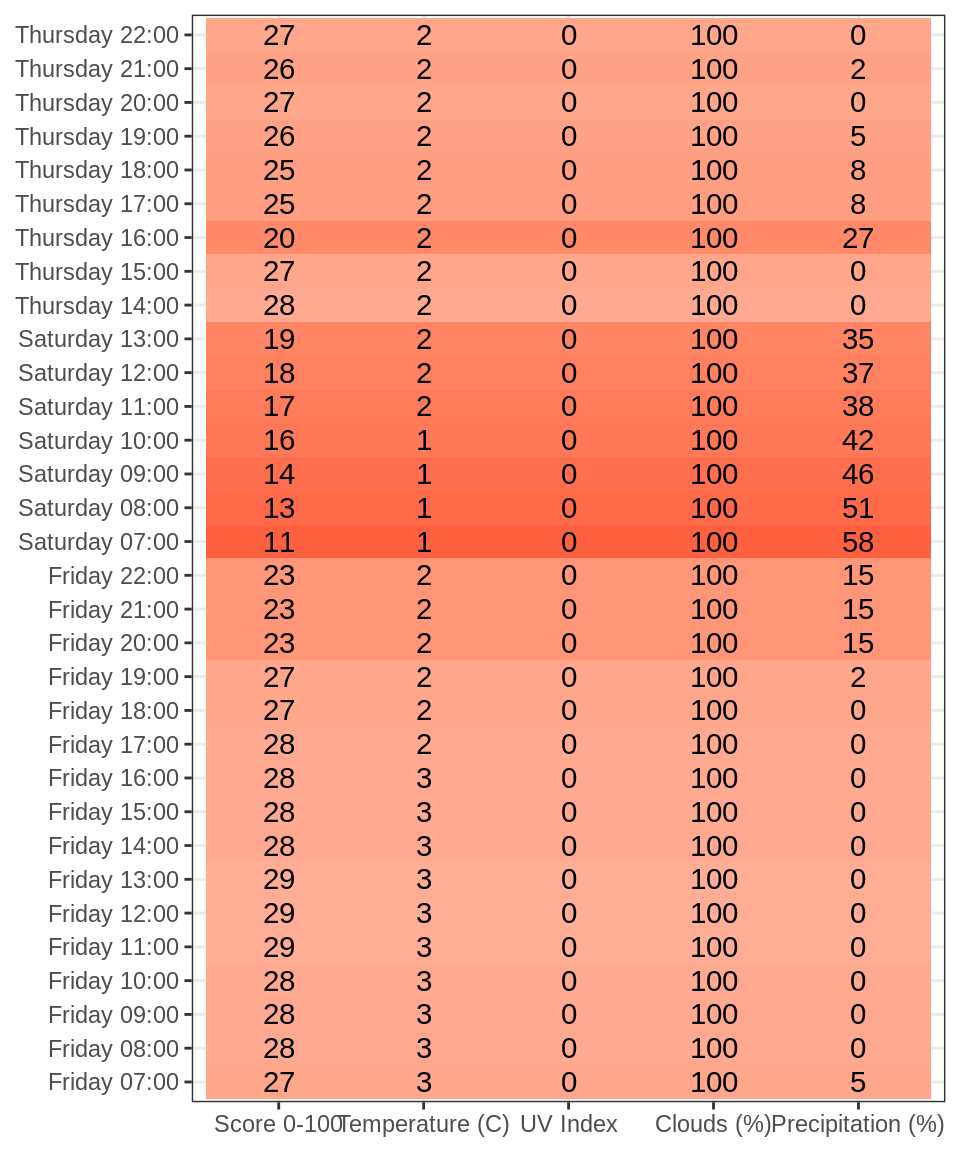 Thursday 22:00 27 2 0 100 0
Thursday 21:00 26 2 0 100 2
Thursday 20:00 27 2 0 100 0
Thursday 19:00 26 2 0 100 5
Thursday 18:00 25 2 0 100 8
Thursday 17:00 25 2 0 100 8
Thursday 16:00 20 2 0 100 27
Thursday 15:00 27 2 0 100 0
Thursday 14:00 28 2 0 100 0
Saturday 13:00 19 2 0 100 35
Saturday 12:00 18 2 0 100 37
Saturday 11:00 17 2 0 100 38
Saturday 10:00 16 1 0 100 42
Saturday 09:00 14 1 0 100 46
Saturday 08:00 13 1 0 100 51
Saturday 07:00 11 1 0 100 58
Friday 22:00 23 2 0 100 15
Friday 21:00 23 2 0 100 15
Friday 20:00 23 2 0 100 15
Friday 19:00 27 2 0 100 2
Friday 18:00 27 2 0 100 0
Friday 17:00 28 2 0 100 0
Friday 16:00 28 3 0 100 0
Friday 15:00 28 3 0 100 0
Friday 14:00 28 3 0 100 0
Friday 13:00 29 3 0 100 0
Friday 12:00 29 3 0 100 0
Friday 11:00 29 3 0 100 0
Friday 10:00 28 3 0 100 0
Friday 09:00 28 3 0 100 0
Friday 08:00 28 3 0 100 0
Friday 07:00 27 3 0 100 5
Score 0-100 Temperature (C) UV Index Clouds (%) Precipitation (%)